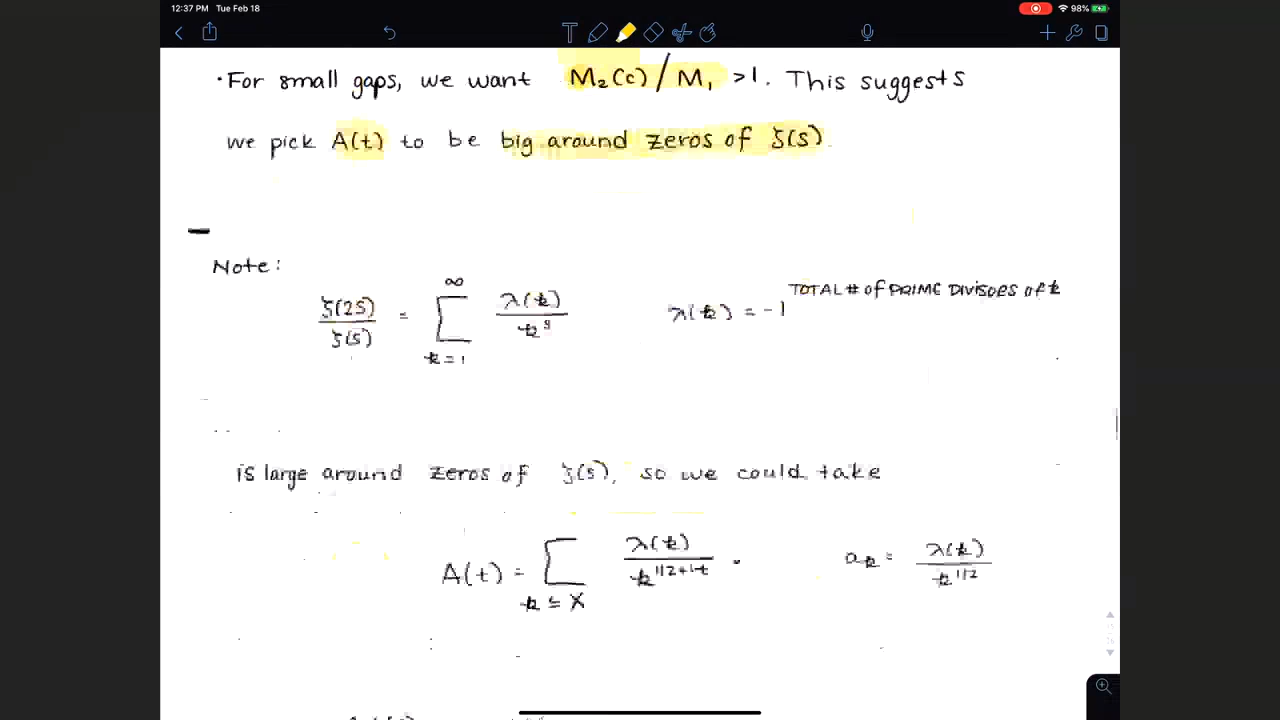 12:37 PM Tue Feb 18
98%
• For small gaps, we want M₂(c) / M₁ > 1. This suggests
we pick A(t) to be big around zeros of ζ(s).
Note:
ζ(2s)/ζ(s) = ∑_{k=1}^{∞} λ(k)/k^s λ(k) = -1^{TOTAL # of PRIME DIVISORS of k}
is large around zeros of ζ(s), so we could take
A(t) = ∑_{k ≤ X} λ(k)/k^{1/2+it} . a_k = λ(k)/k^{1/2}